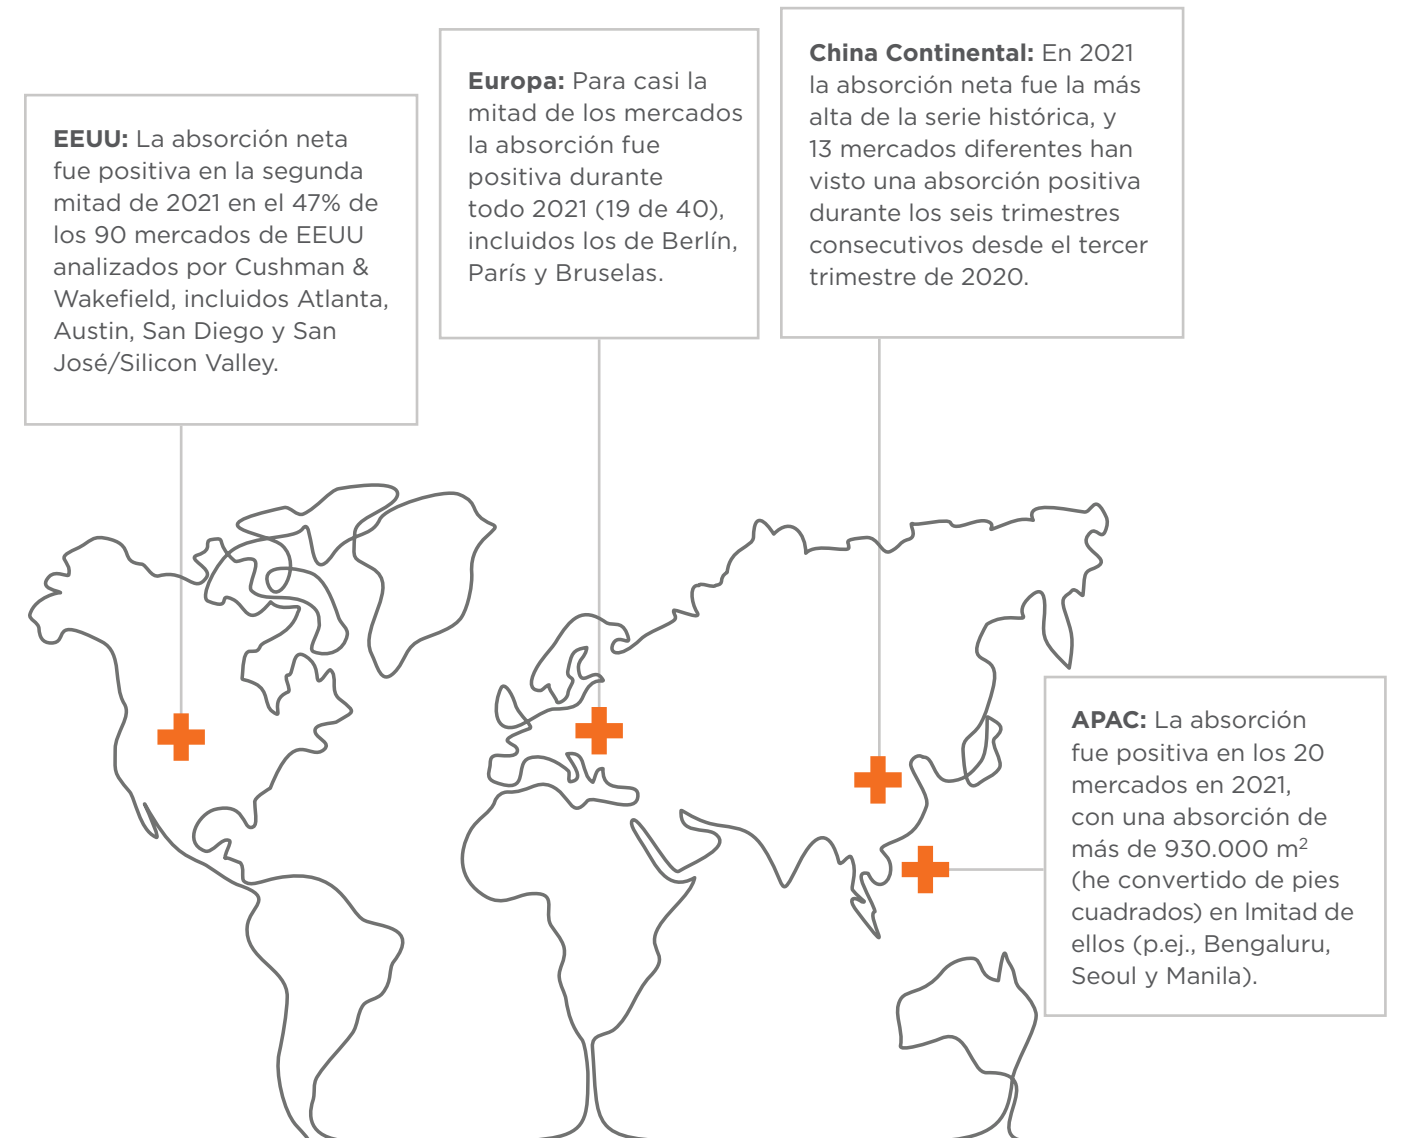 EEUU: La absorción neta
fue positiva en la segunda
mitad de 2021 en el 47% de
los 90 mercados de EEUU
analizados por Cushman &
Wakefield, incluidos Atlanta,
Austin, San Diego y San
José/Silicon Valley.
Europa: Para casi la
mitad de los mercados
la absorción fue
positiva durante
todo 2021 (19 de 40),
incluidos los de Berlín,
París y Bruselas.
China Continental: En 2021
la absorción neta fue la más
alta de la serie histórica, y
13 mercados diferentes han
visto una absorción positiva
durante los seis trimestres
consecutivos desde el tercer
trimestre de 2020.
APAC: La absorción
fue positiva en los 20
mercados en 2021,
con una absorción de
más de 930.000 m²
(he convertido de pies
cuadrados) en lmitad de
ellos (p.ej., Bengaluru,
Seoul y Manila).